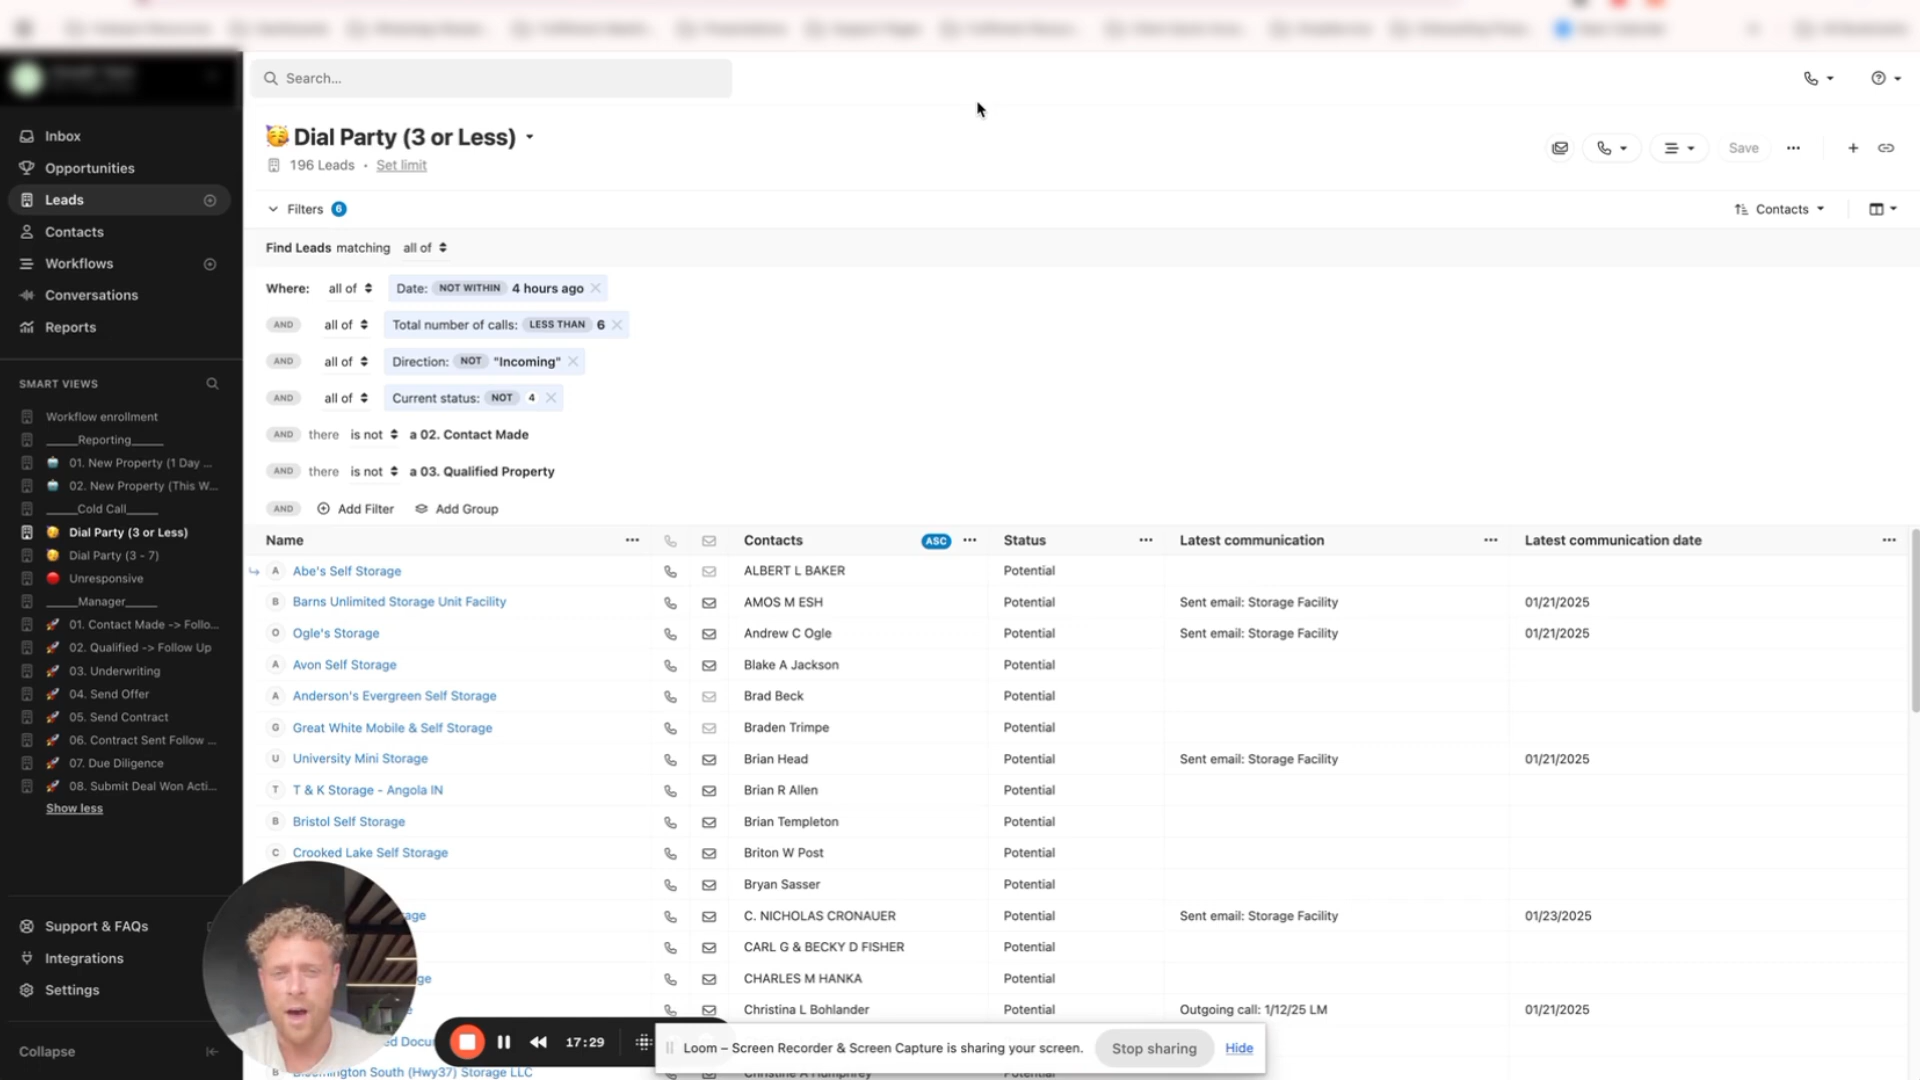 Search...
Inbox
Opportunities
Leads
Contacts
Workflows
Conversations
Reports
SMART VIEWS
Workflow enrollment
_____Reporting_____
01. New Property (1 Day ...
02. New Property (This W...
_____Cold Call_____
Dial Party (3 or Less)
Dial Party (3 - 7)
Unresponsive
_____Manager_____
01. Contact Made -> Follo...
02. Qualified -> Follow Up
03. Underwriting
04. Send Offer
05. Send Contract
06. Contract Sent Follow ...
07. Due Diligence
08. Submit Deal Won Acti...
Show less
Support & FAQs
Integrations
Settings
Collapse
Dial Party (3 or Less)
196 Leads · Set limit
Save
Filters 6
Contacts
Find Leads matching all of
Where: all of Date: NOT WITHIN 4 hours ago
AND all of Total number of calls: LESS THAN 6
AND all of Direction: NOT "Incoming"
AND all of Current status: NOT 4
AND there is not a 02. Contact Made
AND there is not a 03. Qualified Property
AND Add Filter Add Group
Name Contacts ASC Status Latest communication Latest communication date
A Abe's Self Storage ALBERT L BAKER Potential
B Barns Unlimited Storage Unit Facility AMOS M ESH Potential Sent email: Storage Facility 01/21/2025
O Ogle's Storage Andrew C Ogle Potential Sent email: Storage Facility 01/21/2025
A Avon Self Storage Blake A Jackson Potential
A Anderson's Evergreen Self Storage Brad Beck Potential
G Great White Mobile & Self Storage Braden Trimpe Potential
U University Mini Storage Brian Head Potential Sent email: Storage Facility 01/21/2025
T T & K Storage - Angola IN Brian R Allen Potential
B Bristol Self Storage Brian Templeton Potential
C Crooked Lake Self Storage Briton W Post Potential
Bryan Sasser Potential
age C. NICHOLAS CRONAUER Potential Sent email: Storage Facility 01/23/2025
CARL G & BECKY D FISHER Potential
ge CHARLES M HANKA Potential
e Christina L Bohlander Potential Outgoing call: 1/12/25 LM 01/21/2025
ed Docu
17:29
Loom – Screen Recorder & Screen Capture is sharing your screen. Stop sharing Hide
B Bloomington South (Hwy37) Storage LLC Christine A Humphrey Potential